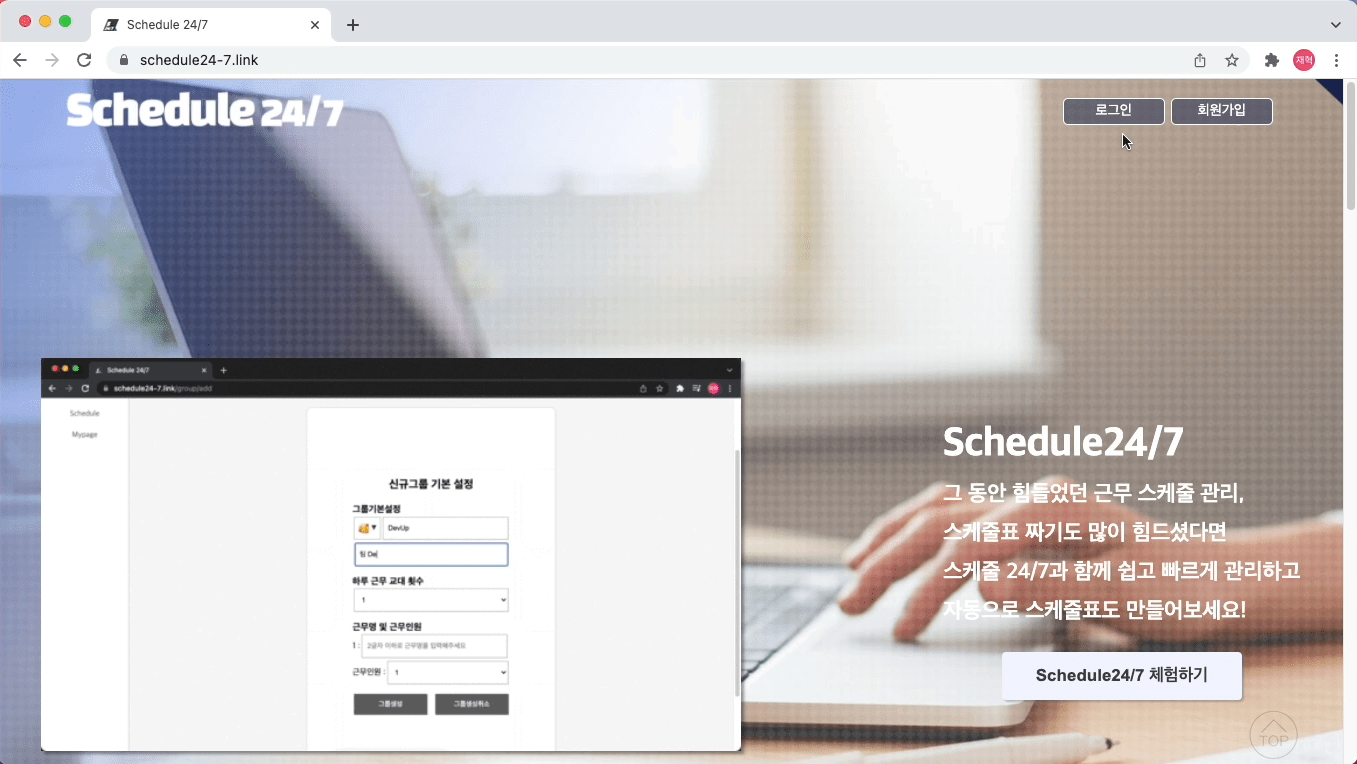 Schedule 24/7
schedule24-7.link
재혁
Schedule 24/7
로그인
회원가입
Schedule 24/7
schedule24-7.link/group/add
Schedule
Mypage
신규그룹 기본 설정
그룹기본설정
DevUp
팀 De
하루 근무 교대 횟수
1
근무명 및 근무인원
1 : 2글자 이하로 근무명을 입력해주세요
근무인원 : 1
그룹생성
그룹생성취소
Schedule24/7
그 동안 힘들었던 근무 스케줄 관리,
스케줄표 짜기도 많이 힘드셨다면
스케줄 24/7과 함께 쉽고 빠르게 관리하고
자동으로 스케줄표도 만들어보세요!
Schedule24/7 체험하기
TOP